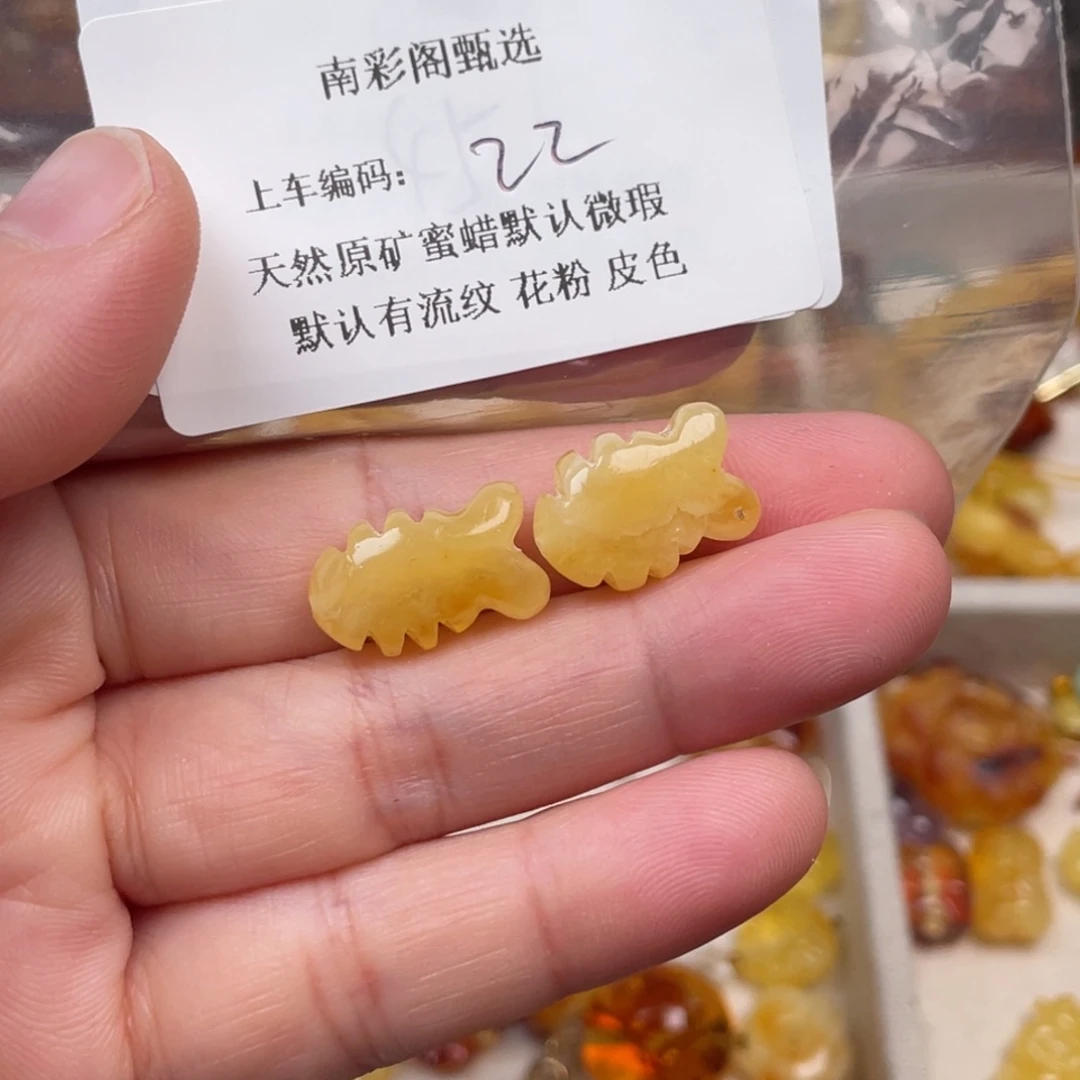 南彩阁甄选
上车编码: 22
天然原矿蜜蜡默认微瑕
默认有流纹 花粉 皮色